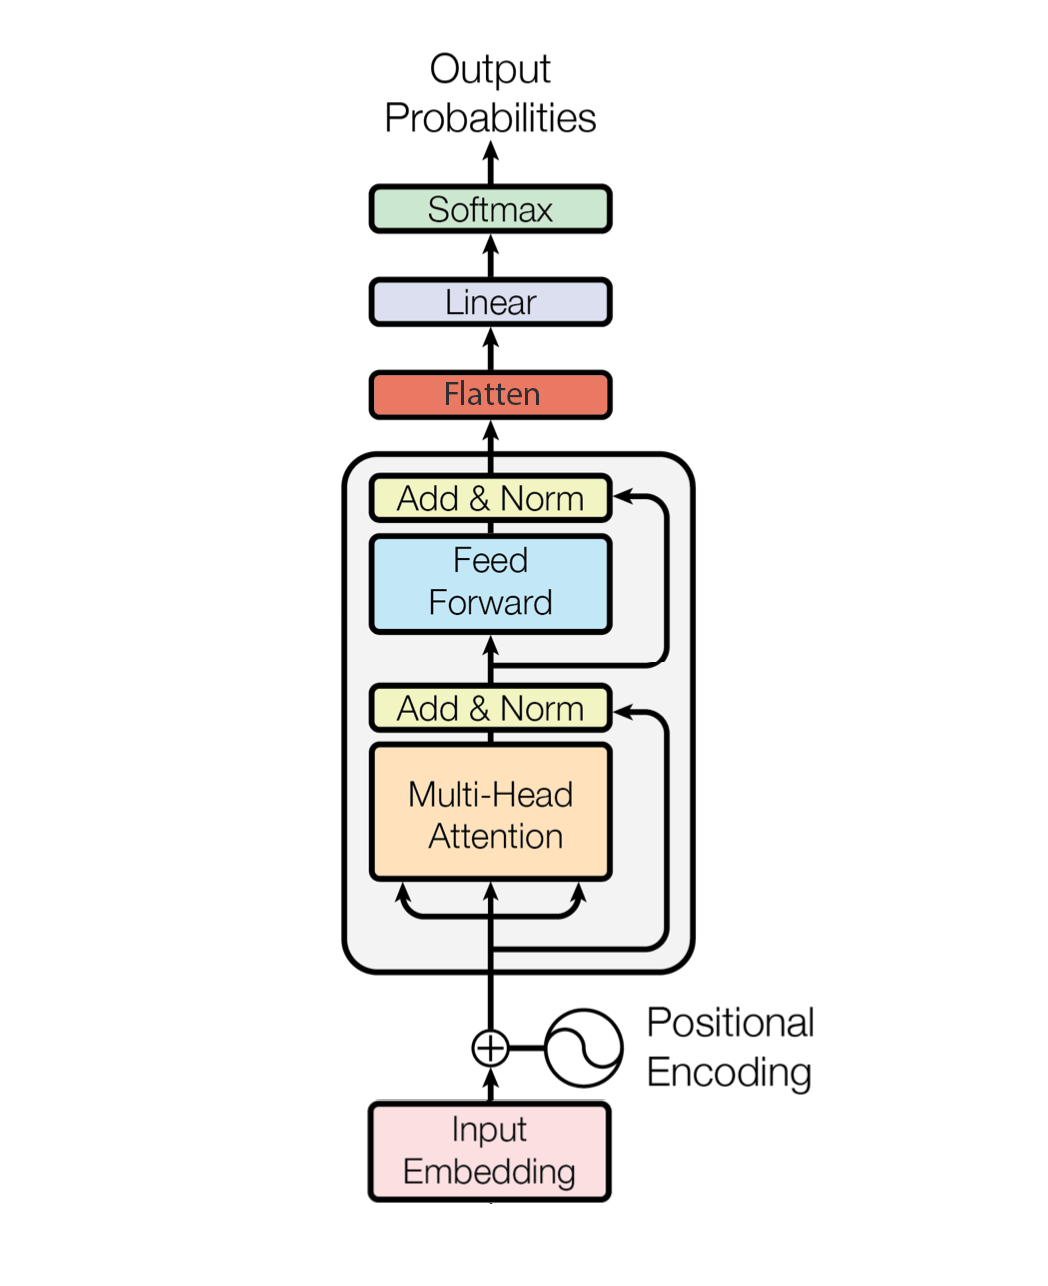 Output
Probabilities
Softmax
Linear
Flatten
Add & Norm
Feed
Forward
Add & Norm
Multi-Head
Attention
Positional
Encoding
Input
Embedding